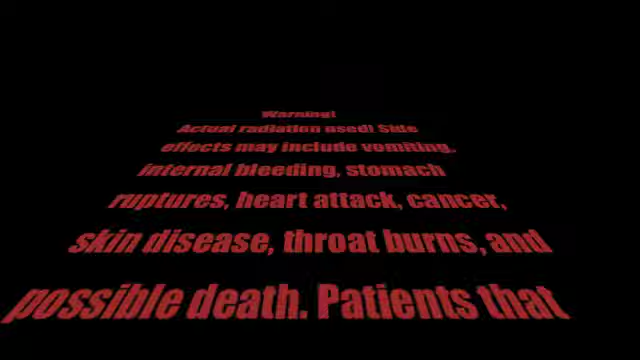 Warning!
Actual radiation used! Side
effects may include vomiting,
internal bleeding, stomach
ruptures, heart attack, cancer,
skin disease, throat burns, and
possible death. Patients that